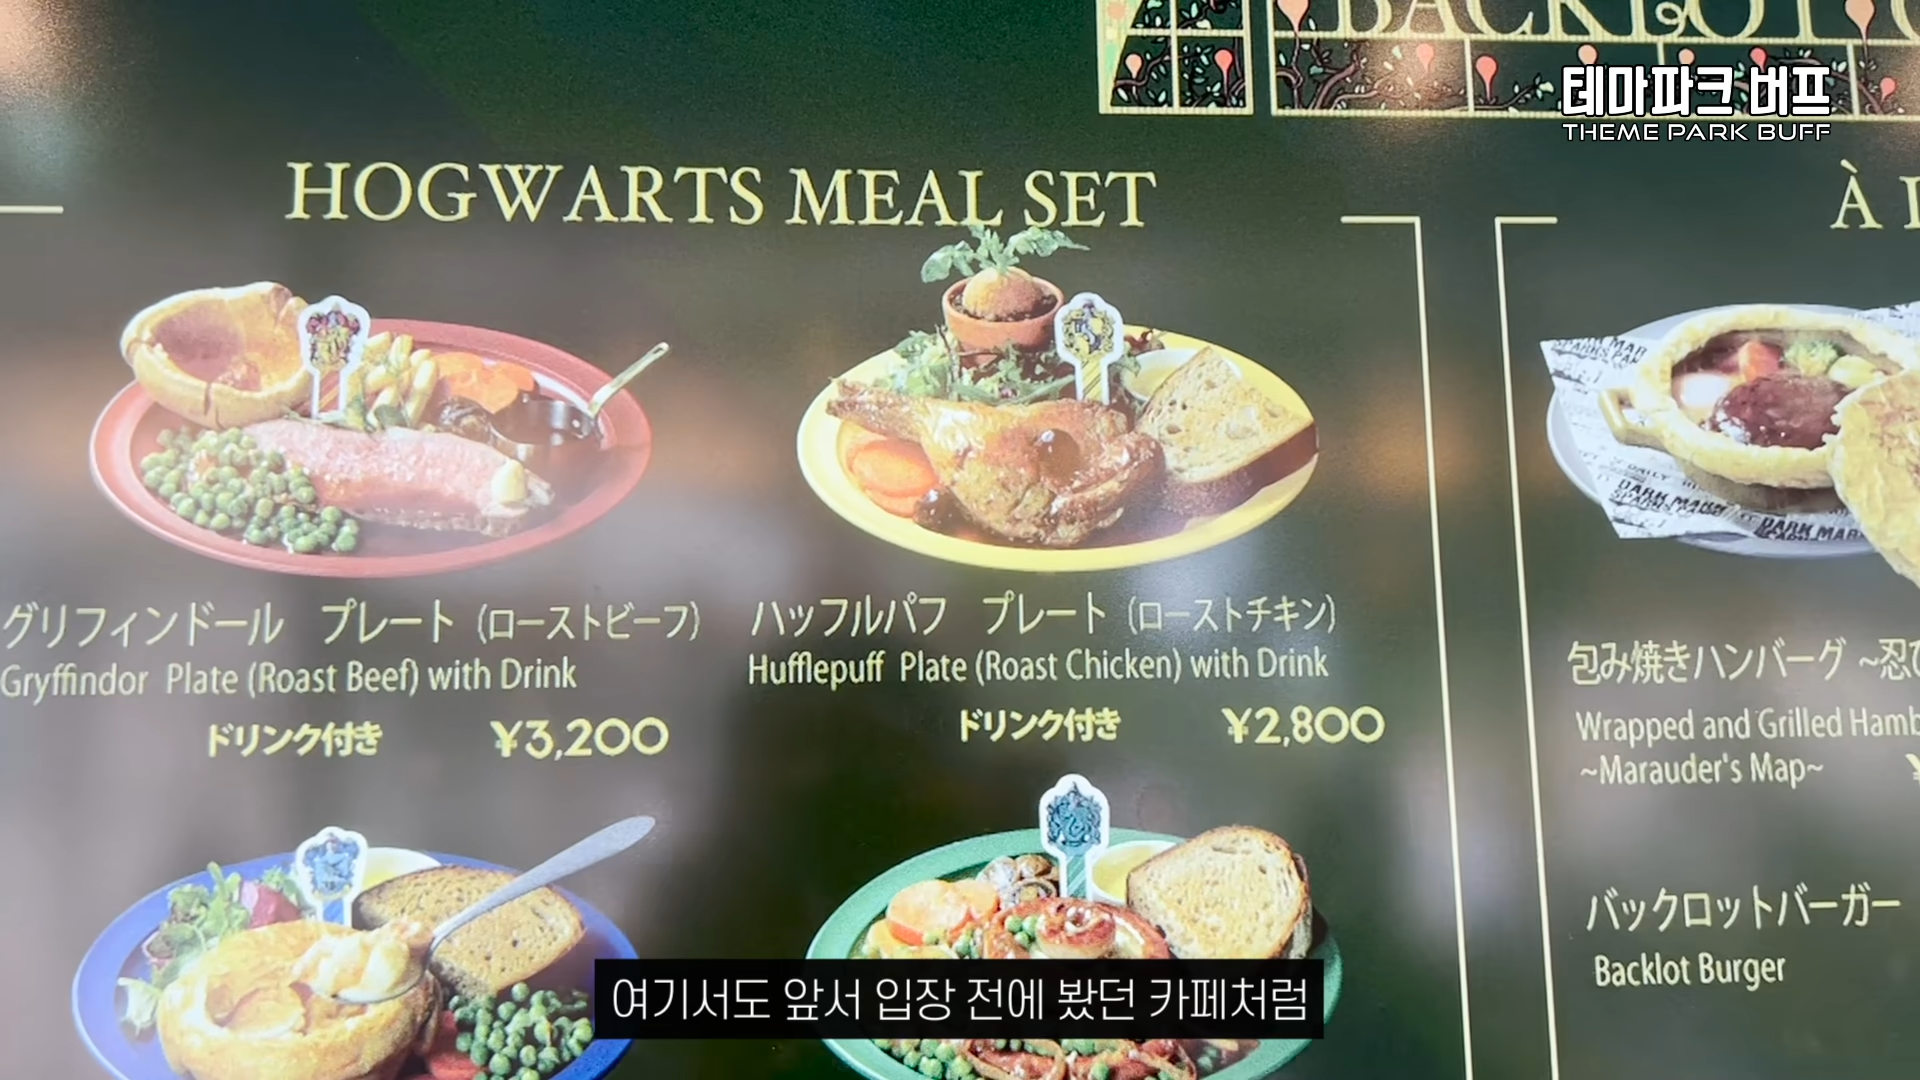 BACKLOT
테마파크 버프
THEME PARK BUFF
HOGWARTS MEAL SET
グリフィンドール プレート (ローストビーフ)
Gryffindor Plate (Roast Beef) with Drink
ドリンク付き ¥3,200
ハッフルパフ プレート (ローストチキン)
Hufflepuff Plate (Roast Chicken) with Drink
ドリンク付き ¥2,800
À
包み焼きハンバーグ ~忍
Wrapped and Grilled Hamb
~Marauder's Map~
バックロットバーガー
Backlot Burger
여기서도 앞서 입장 전에 봤던 카페처럼